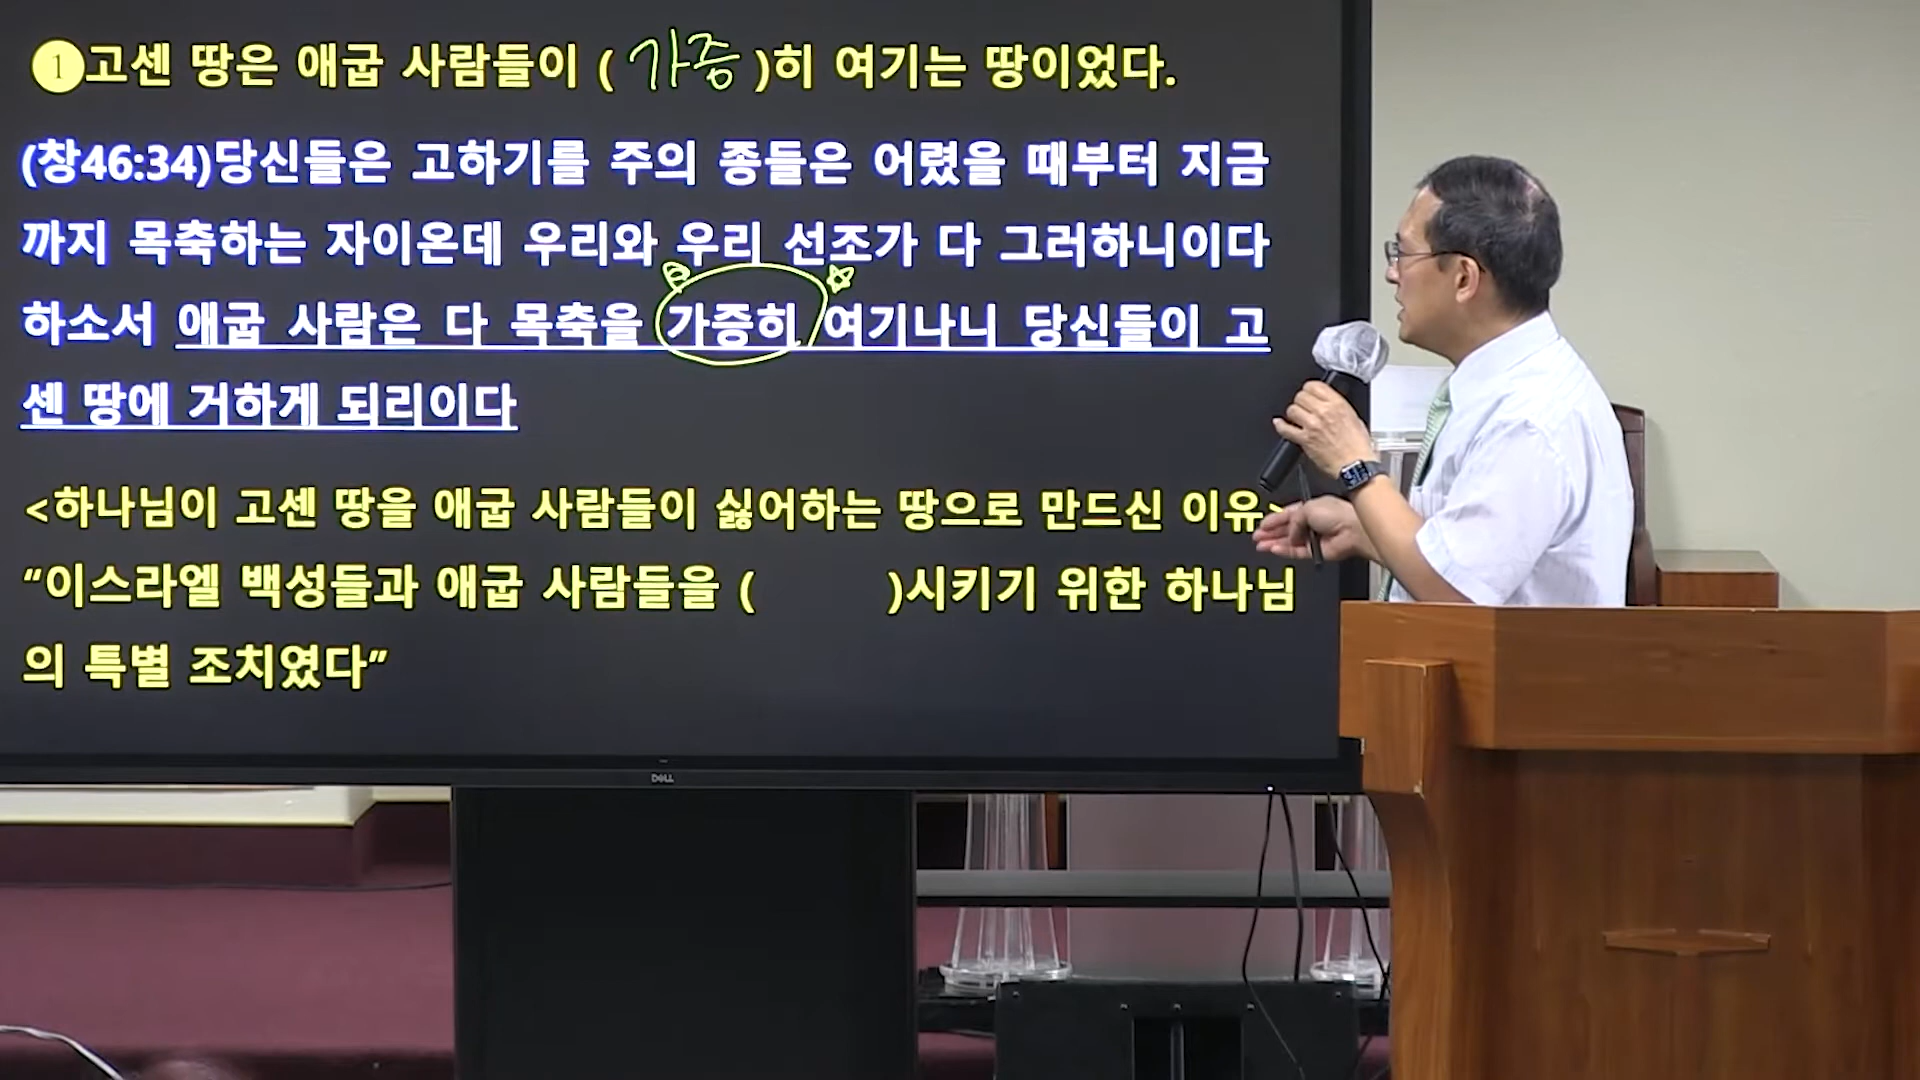 ❶고센 땅은 애굽 사람들이 ( 가증 )히 여기는 땅이었다.
(창46:34)당신들은 고하기를 주의 종들은 어렸을 때부터 지금
까지 목축하는 자이온데 우리와 우리 선조가 다 그러하니이다
하소서 애굽 사람은 다 목축을 가증히 여기나니 당신들이 고
센 땅에 거하게 되리이다
<하나님이 고센 땅을 애굽 사람들이 싫어하는 땅으로 만드신 이유>
“이스라엘 백성들과 애굽 사람들을 ( )시키기 위한 하나님
의 특별 조치였다”
DELL